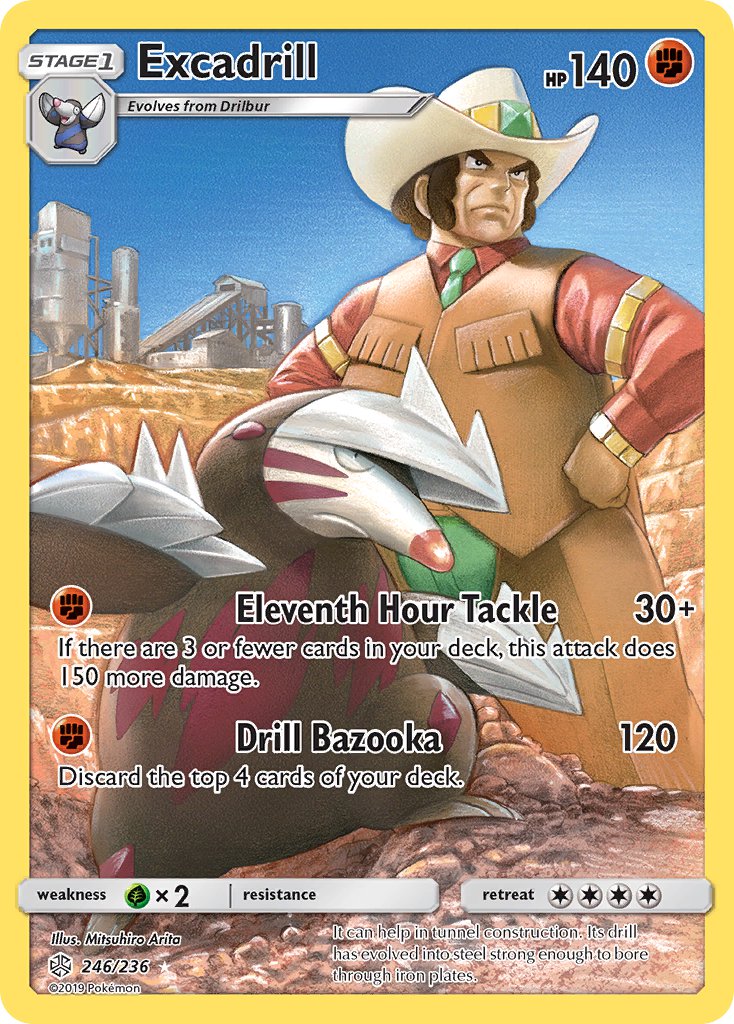 STAGE1
Excadrill
HP 140
Evolves from Drilbur
Eleventh Hour Tackle 30+
If there are 3 or fewer cards in your deck, this attack does
150 more damage.
Drill Bazooka 120
Discard the top 4 cards of your deck.
weakness ×2 resistance retreat
Illus. Mitsuhiro Arita
246/236
©2019 Pokémon
It can help in tunnel construction. Its drill
has evolved into steel strong enough to bore
through iron plates.